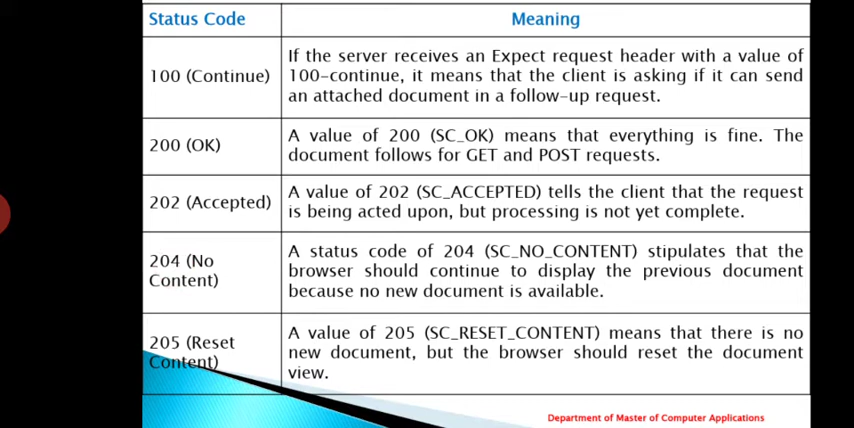 Status Code
Meaning
100 (Continue)
If the server receives an Expect request header with a value of
100-continue, it means that the client is asking if it can send
an attached document in a follow-up request.
200 (OK)
A value of 200 (SC_OK) means that everything is fine. The
document follows for GET and POST requests.
202 (Accepted)
A value of 202 (SC_ACCEPTED) tells the client that the request
is being acted upon, but processing is not yet complete.
204 (No
Content)
A status code of 204 (SC_NO_CONTENT) stipulates that the
browser should continue to display the previous document
because no new document is available.
205 (Reset
Content)
A value of 205 (SC_RESET_CONTENT) means that there is no
new document, but the browser should reset the document
view.
Department of Master of Computer Applications